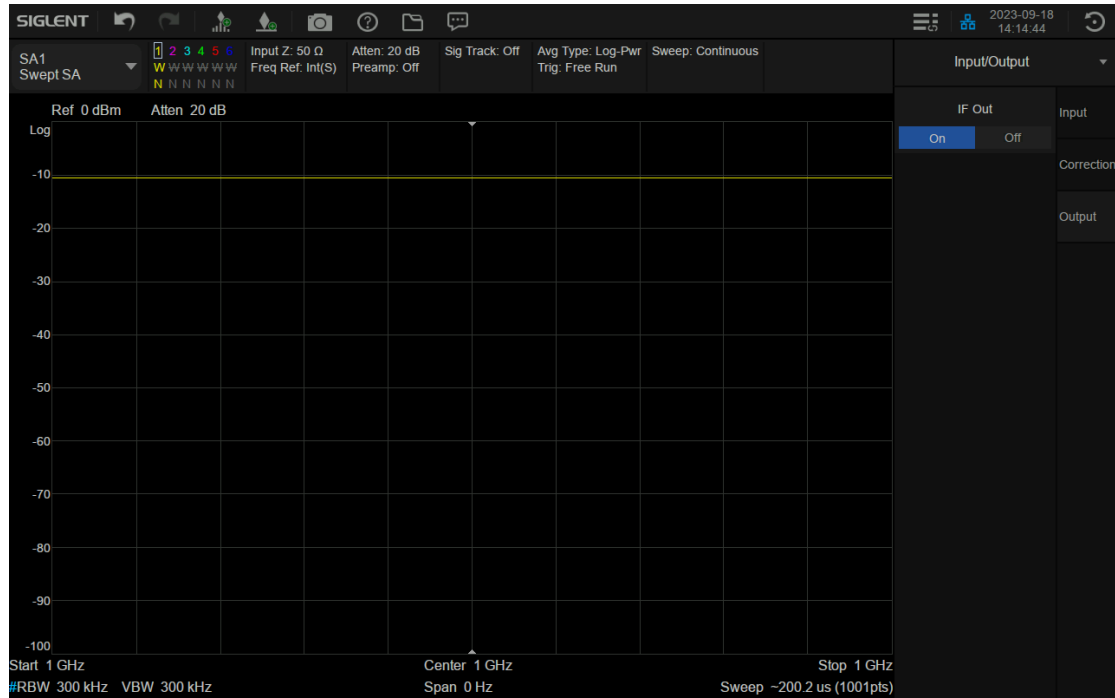 SIGLENT
2023-09-18
14:14:44
SA1
Swept SA
1 2 3 4 5 6
W W W W W W
N N N N N N
Input Z: 50 Ω
Freq Ref: Int(S)
Atten: 20 dB
Preamp: Off
Sig Track: Off
Avg Type: Log-Pwr
Trig: Free Run
Sweep: Continuous
Input/Output
Ref 0 dBm Atten 20 dB
Log
-10
-20
-30
-40
-50
-60
-70
-80
-90
-100
Start 1 GHz Center 1 GHz Stop 1 GHz
#RBW 300 kHz VBW 300 kHz Span 0 Hz Sweep ~200.2 us (1001pts)
IF Out
On Off
Input
Correction
Output